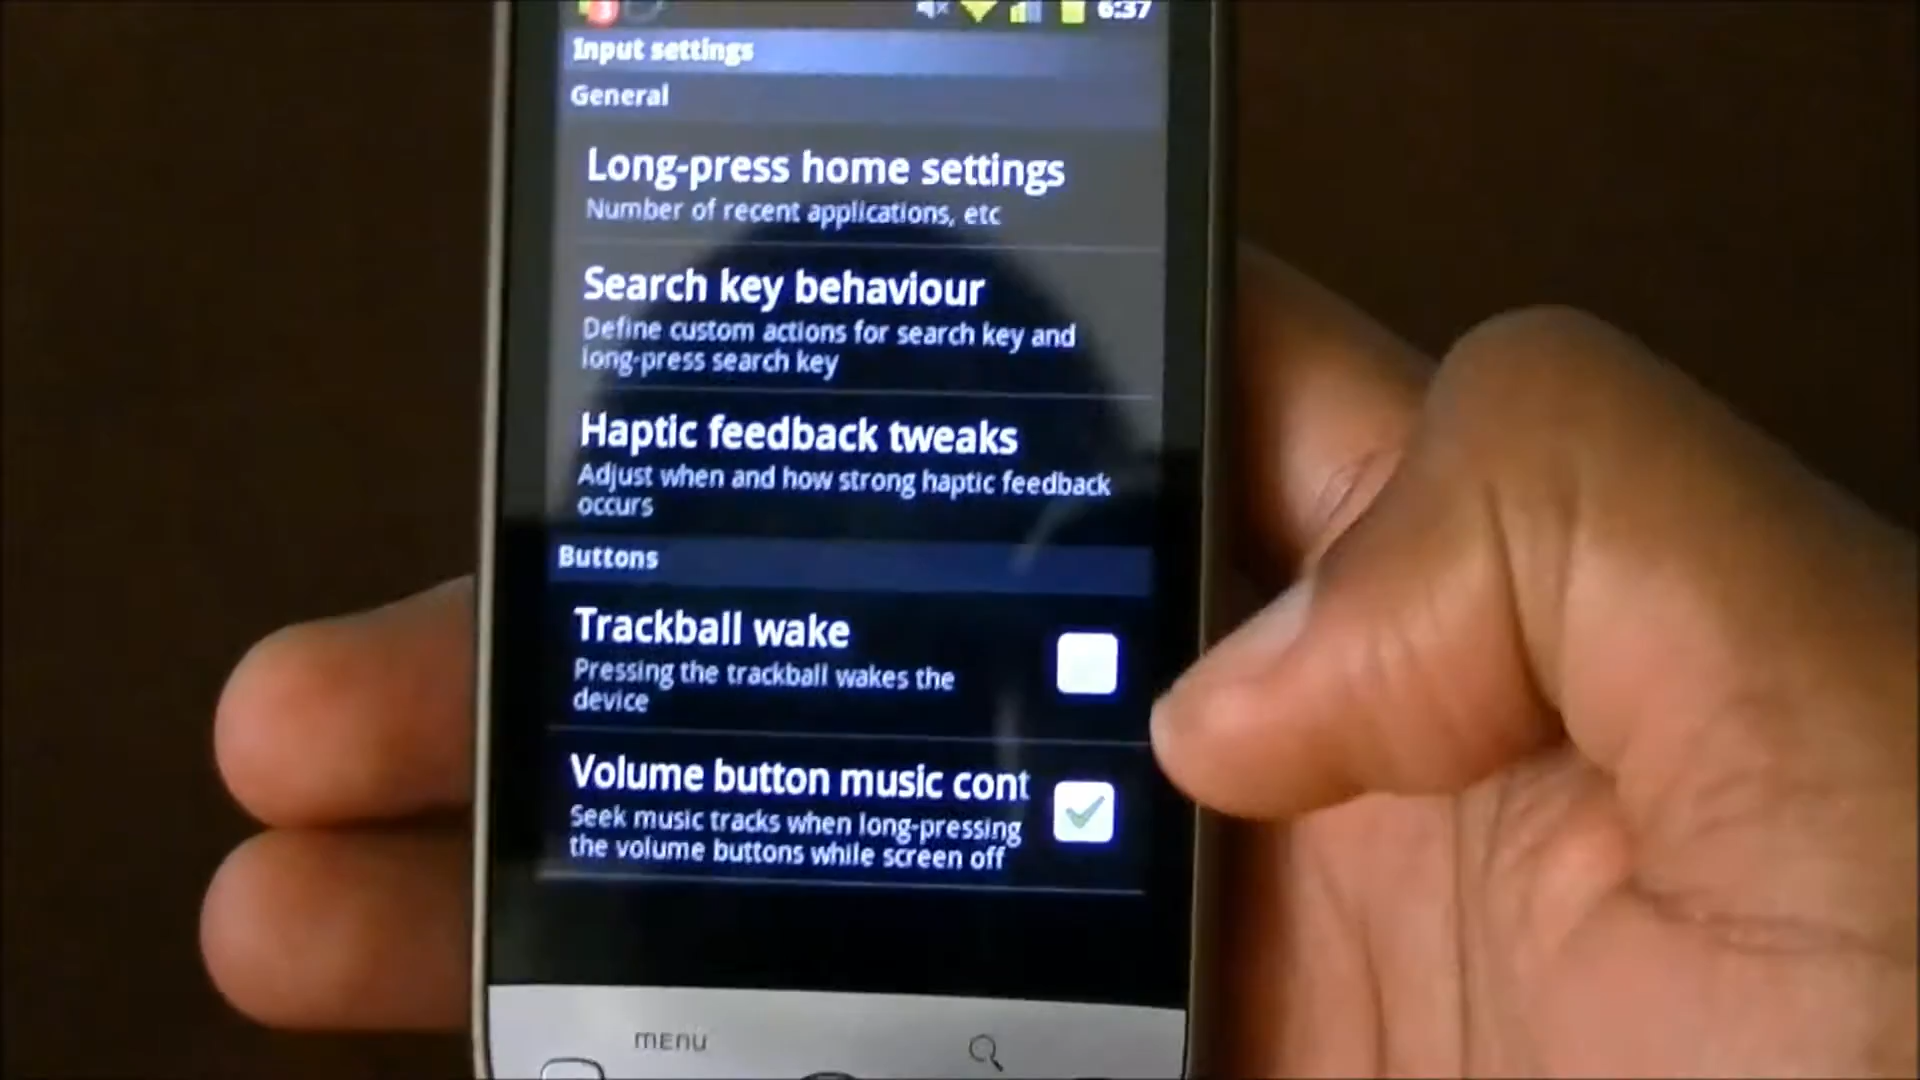 3 6:37
Input settings
General
Long-press home settings
Number of recent applications, etc
Search key behaviour
Define custom actions for search key and
long-press search key
Haptic feedback tweaks
Adjust when and how strong haptic feedback
occurs
Buttons
Trackball wake
Pressing the trackball wakes the
device
Volume button music cont
Seek music tracks when long-pressing
the volume buttons while screen off
menu